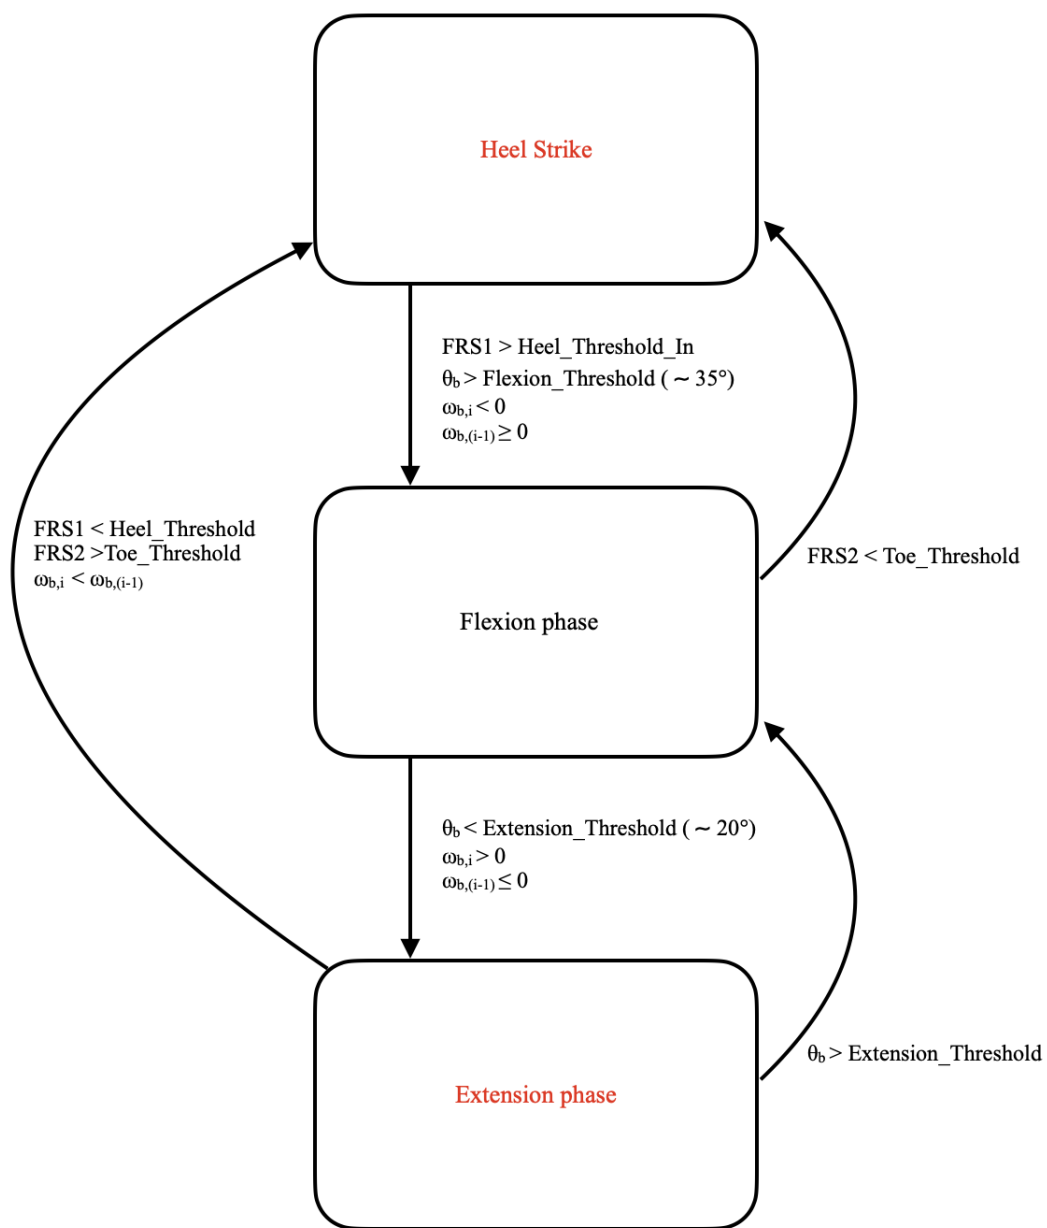 Heel Strike
FRS1 > Heel_Threshold_In
θb > Flexion_Threshold ( ~ 35°)
ωb,i < 0
ωb,(i-1) ≥ 0
FRS1 < Heel_Threshold
FRS2 >Toe_Threshold
ωb,i < ωb,(i-1)
FRS2 < Toe_Threshold
Flexion phase
θb < Extension_Threshold ( ~ 20°)
ωb,i > 0
ωb,(i-1) ≤ 0
θb > Extension_Threshold
Extension phase